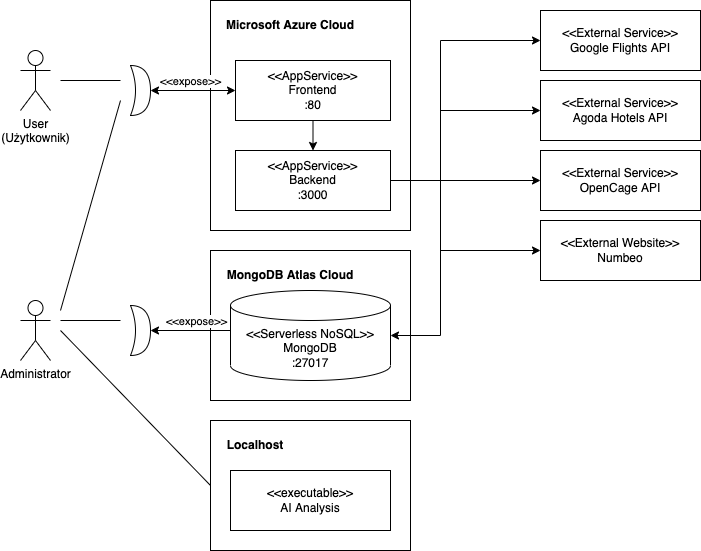 Microsoft Azure Cloud
<<AppService>>
Frontend
:80
<<expose>>
User
(Użytkownik)
<<AppService>>
Backend
:3000
<<External Service>>
Google Flights API
<<External Service>>
Agoda Hotels API
<<External Service>>
OpenCage API
<<External Website>>
Numbeo
MongoDB Atlas Cloud
<<expose>>
<<Serverless NoSQL>>
MongoDB
:27017
Administrator
Localhost
<<executable>>
AI Analysis